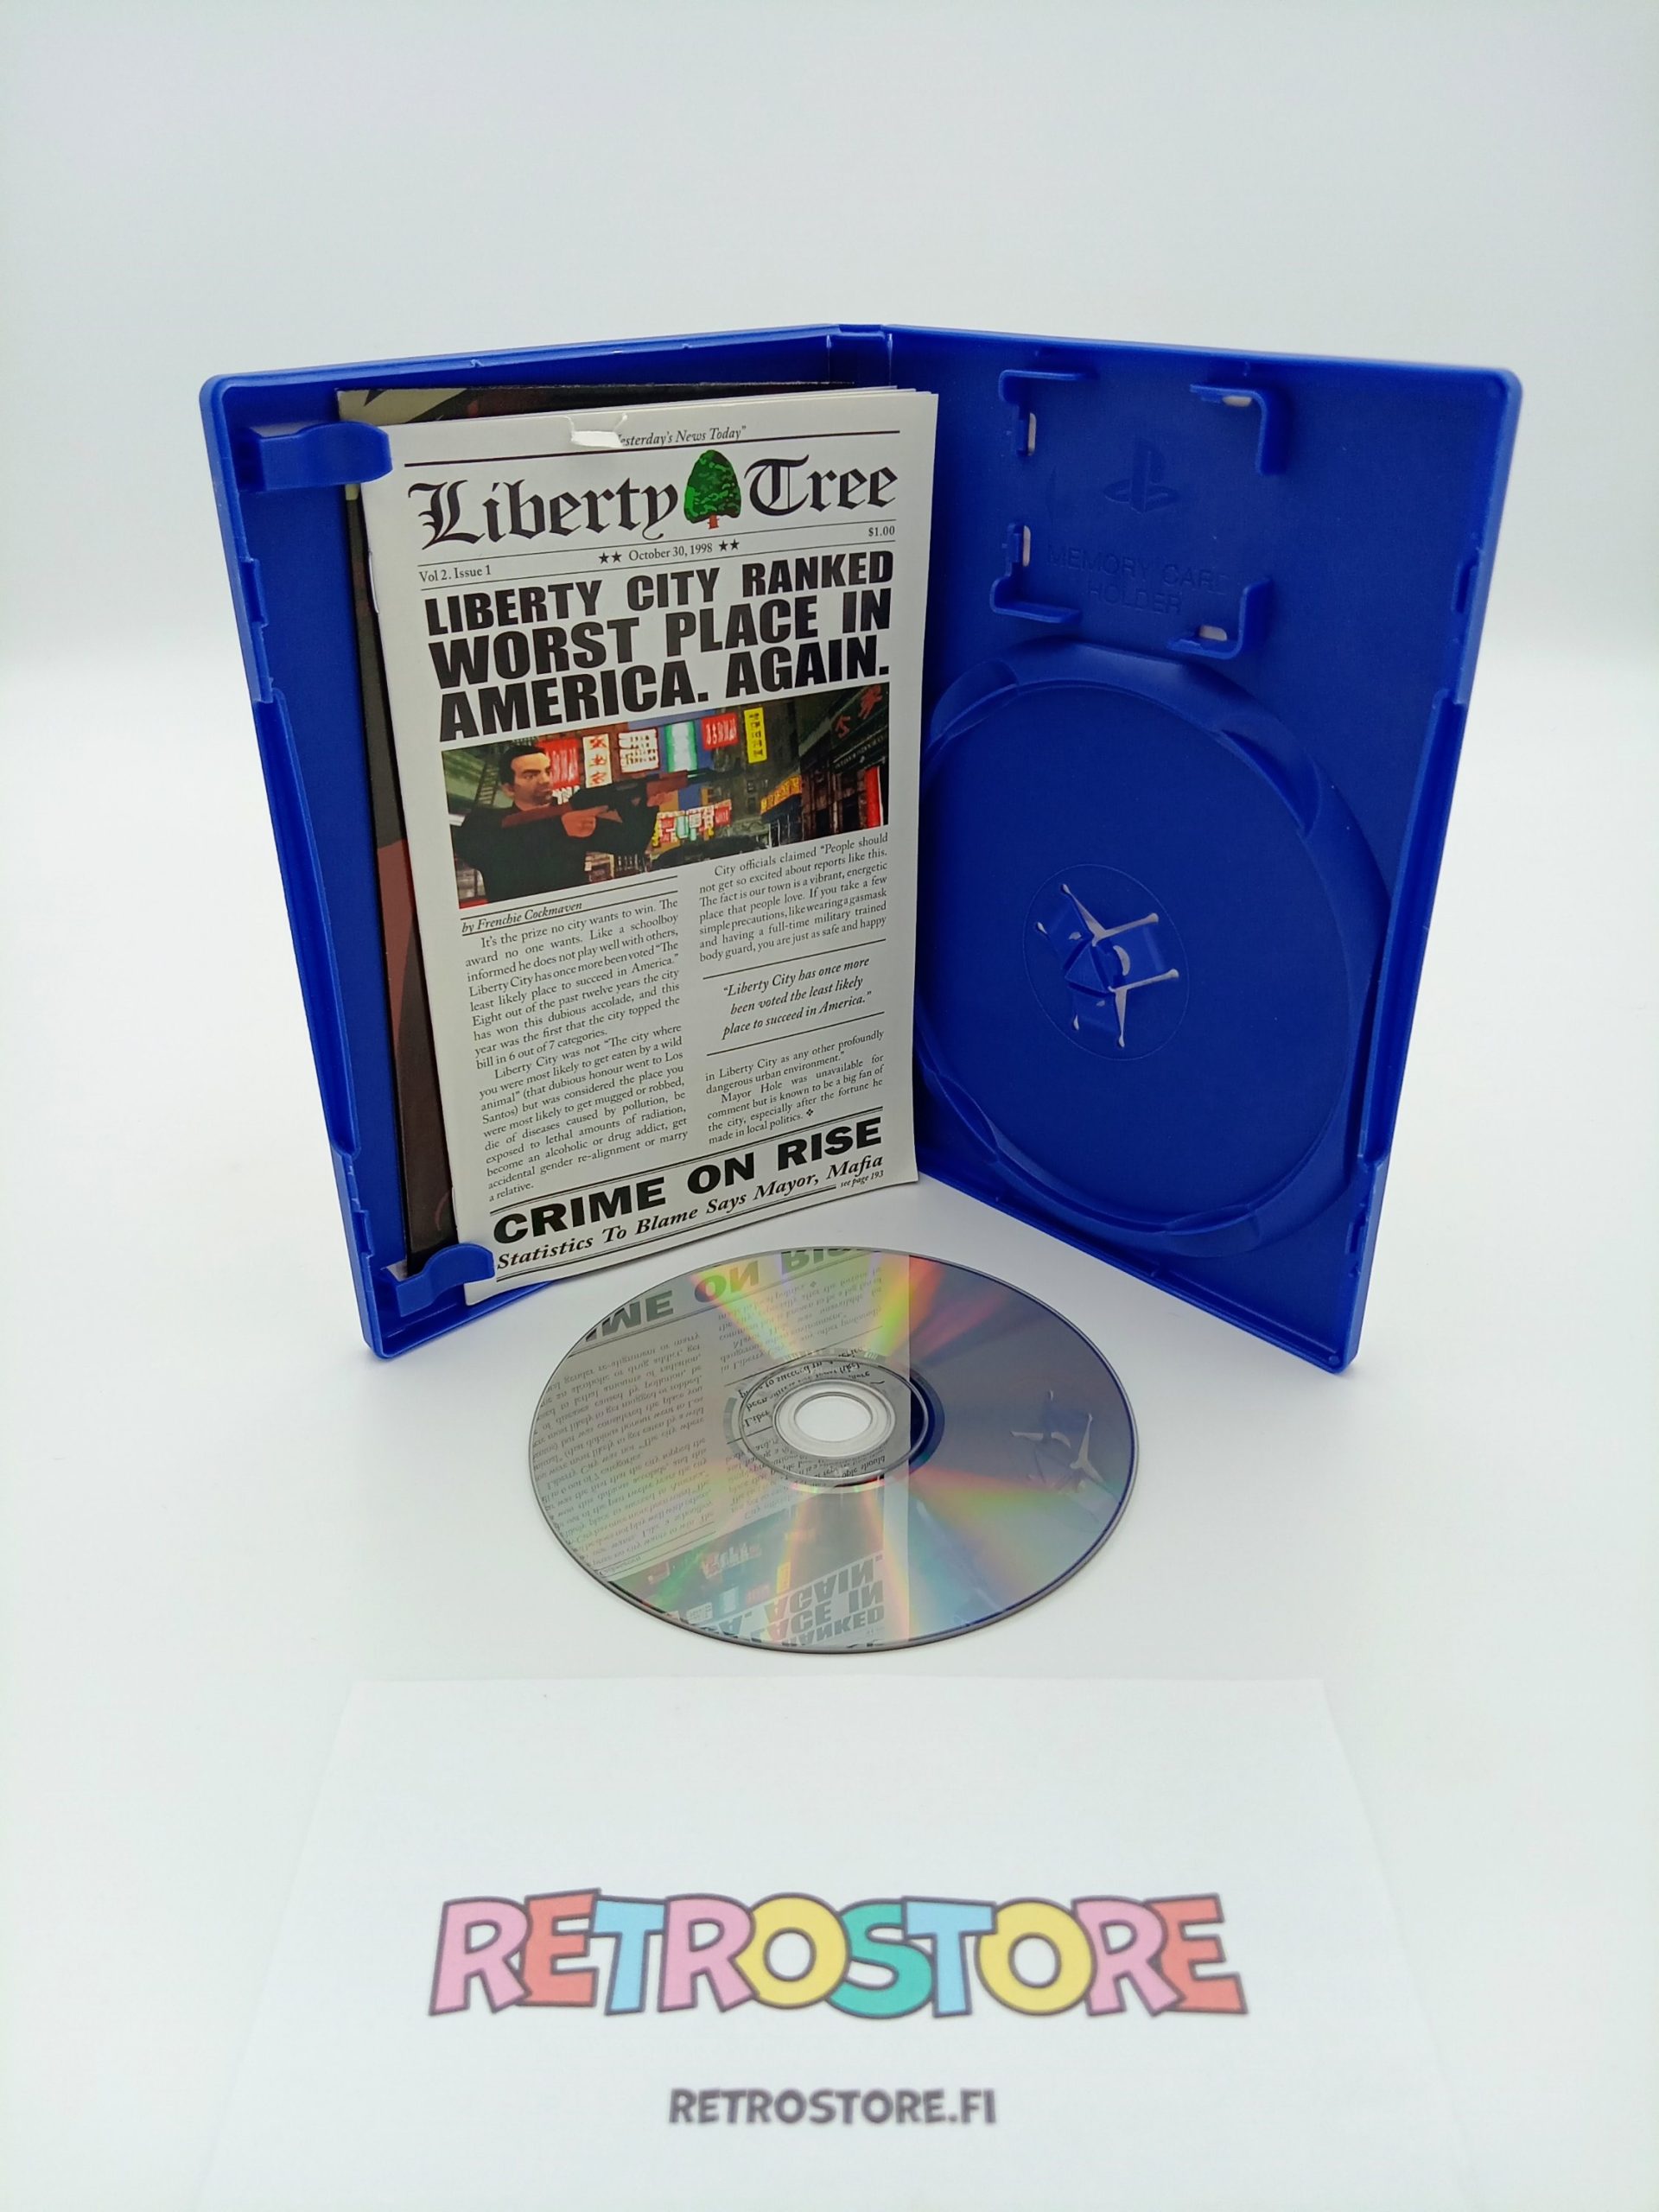 esterday's News Today"
Liberty Tree
$1.00
★★ October 30, 1998 ★★
Vol 2. Issue 1
LIBERTY CITY RANKED
WORST PLACE IN
AMERICA. AGAIN.
by Frenchie Cockmaven
It's the prize no city wants to win. The
award no one wants. Like a schoolboy
informed he does not play well with others,
Liberty City has once more been voted "The
least likely place to succeed in America."
Eight out of the past twelve years the city
has won this dubious accolade, and this
year was the first that the city topped the
bill in 6 out of 7 categories.
Liberty City was not "The city where
you were most likely to get eaten by a wild
animal" (that dubious honour went to Los
Santos) but was considered the place you
were most likely to get mugged or robbed,
die of diseases caused by pollution, be
exposed to lethal amounts of radiation,
become an alcoholic or drug addict, get
accidental gender re-alignment or marry
a relative.
City officials claimed "People should
not get so excited about reports like this.
The fact is our town is a vibrant, energetic
place that people love. If you take a few
simple precautions, like wearing a gasmask
and having a full-time military trained
body guard, you are just as safe and happy
"Liberty City has once more
been voted the least likely
place to succeed in America."
in Liberty City as any other profoundly
dangerous urban environment."
Mayor Hole was unavailable for
comment but is known to be a big fan of
the city, especially after the fortune he
made in local politics. ❖
CRIME ON RISE
Statistics To Blame Says Mayor, Mafia
see page 193
MEMORY CARD
HOLDER
RETROSTORE
RETROSTORE.FI